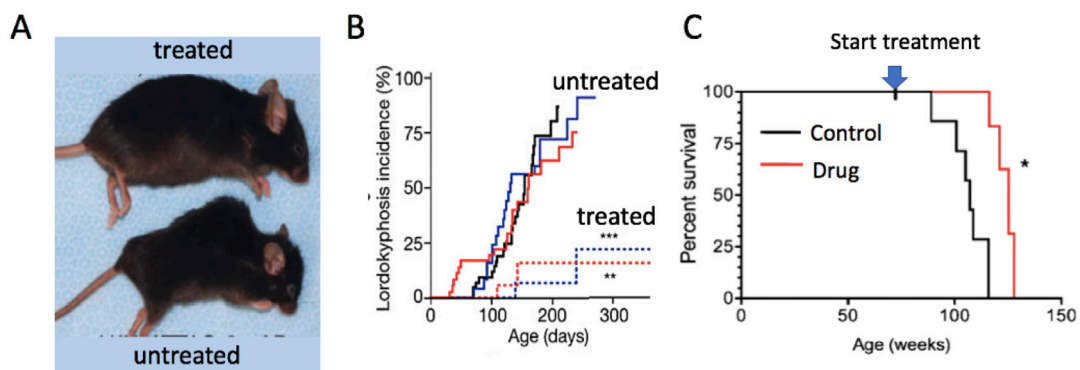 A
treated
untreated
B
Lordokyphosis incidence (%)
100
75
50
25
0
untreated
treated
***
**
0
100
200
300
Age (days)
C
Start treatment
Percent survival
100
75
50
25
0
Control
Drug
*
0
50
100
150
Age (weeks)